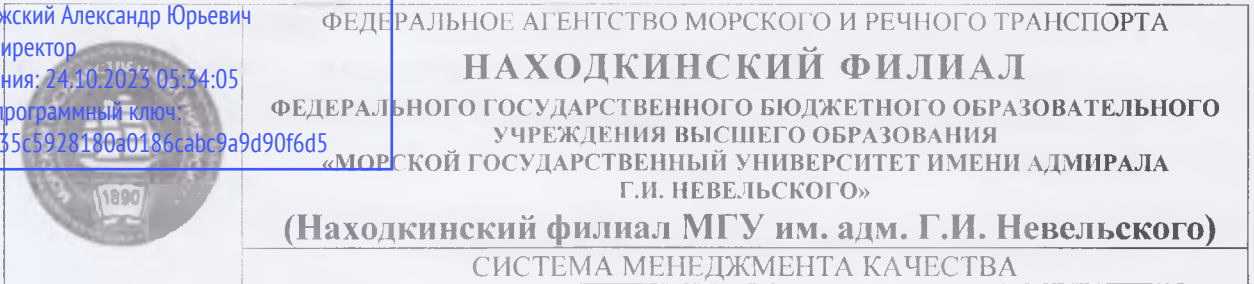 жский Александр Юрьевич
иректор
ния: 24.10.2023 05:34:05
программный ключ:
35c5928180a0186cabc9a9d90f6d5
1890
ФЕДЕРАЛЬНОЕ АГЕНТСТВО МОРСКОГО И РЕЧНОГО ТРАНСПОРТА
НАХОДКИНСКИЙ ФИЛИАЛ
ФЕДЕРАЛЬНОГО ГОСУДАРСТВЕННОГО БЮДЖЕТНОГО ОБРАЗОВАТЕЛЬНОГО
УЧРЕЖДЕНИЯ ВЫСШЕГО ОБРАЗОВАНИЯ
«МОРСКОЙ ГОСУДАРСТВЕННЫЙ УНИВЕРСИТЕТ ИМЕНИ АДМИРАЛА
Г.И. НЕВЕЛЬСКОГО»
(Находкинский филиал МГУ им. адм. Г.И. Невельского)
СИСТЕМА МЕНЕДЖМЕНТА КАЧЕСТВА